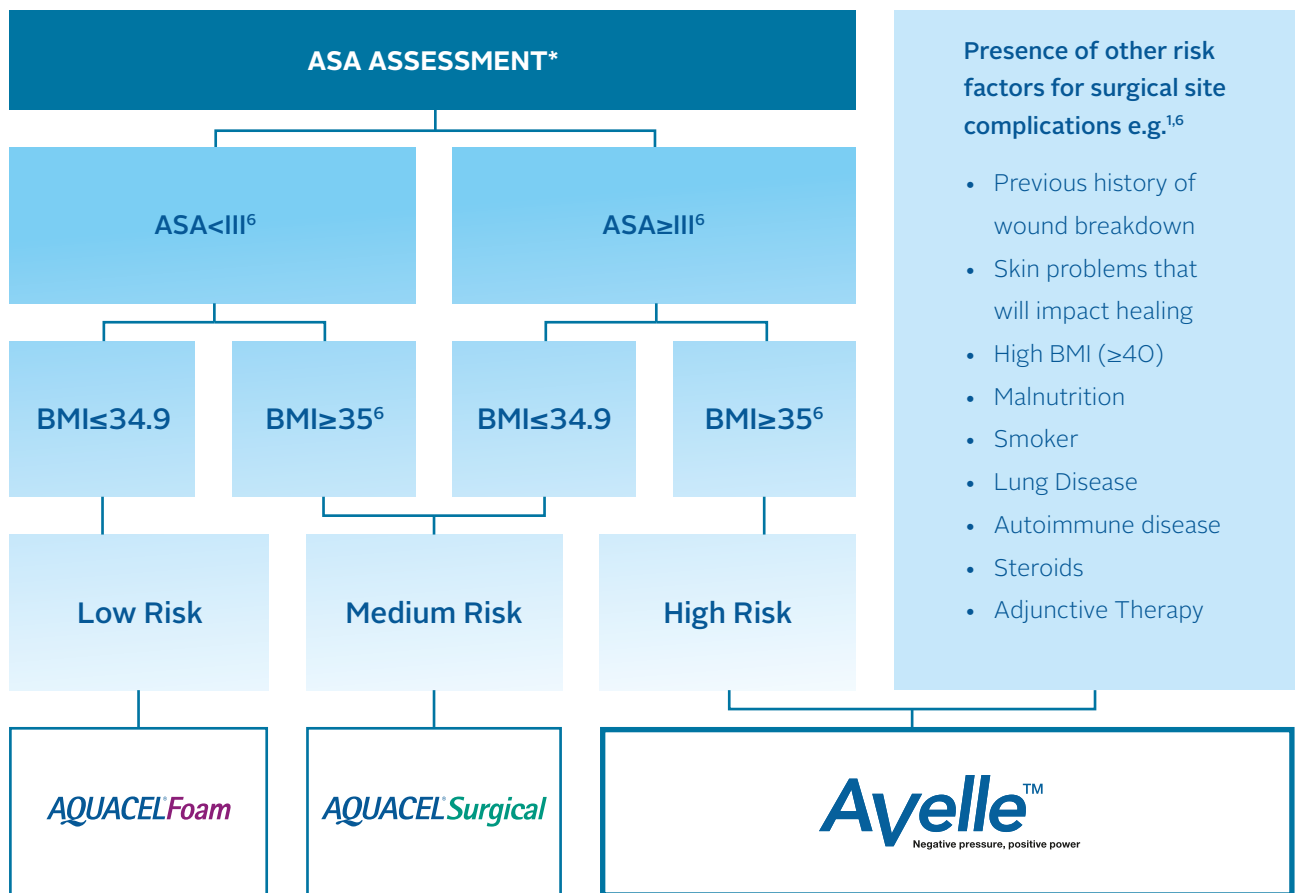 ASA ASSESSMENT*
ASA<III⁶
ASA≥III⁶
BMI≤34.9
BMI≥35⁶
BMI≤34.9
BMI≥35⁶
Low Risk
Medium Risk
High Risk
Presence of other risk
factors for surgical site
complications e.g.¹,⁶
• Previous history of
wound breakdown
• Skin problems that
will impact healing
• High BMI (≥40)
• Malnutrition
• Smoker
• Lung Disease
• Autoimmune disease
• Steroids
• Adjunctive Therapy
AQUACEL® Foam
AQUACEL® Surgical
Avelle™
Negative pressure, positive power